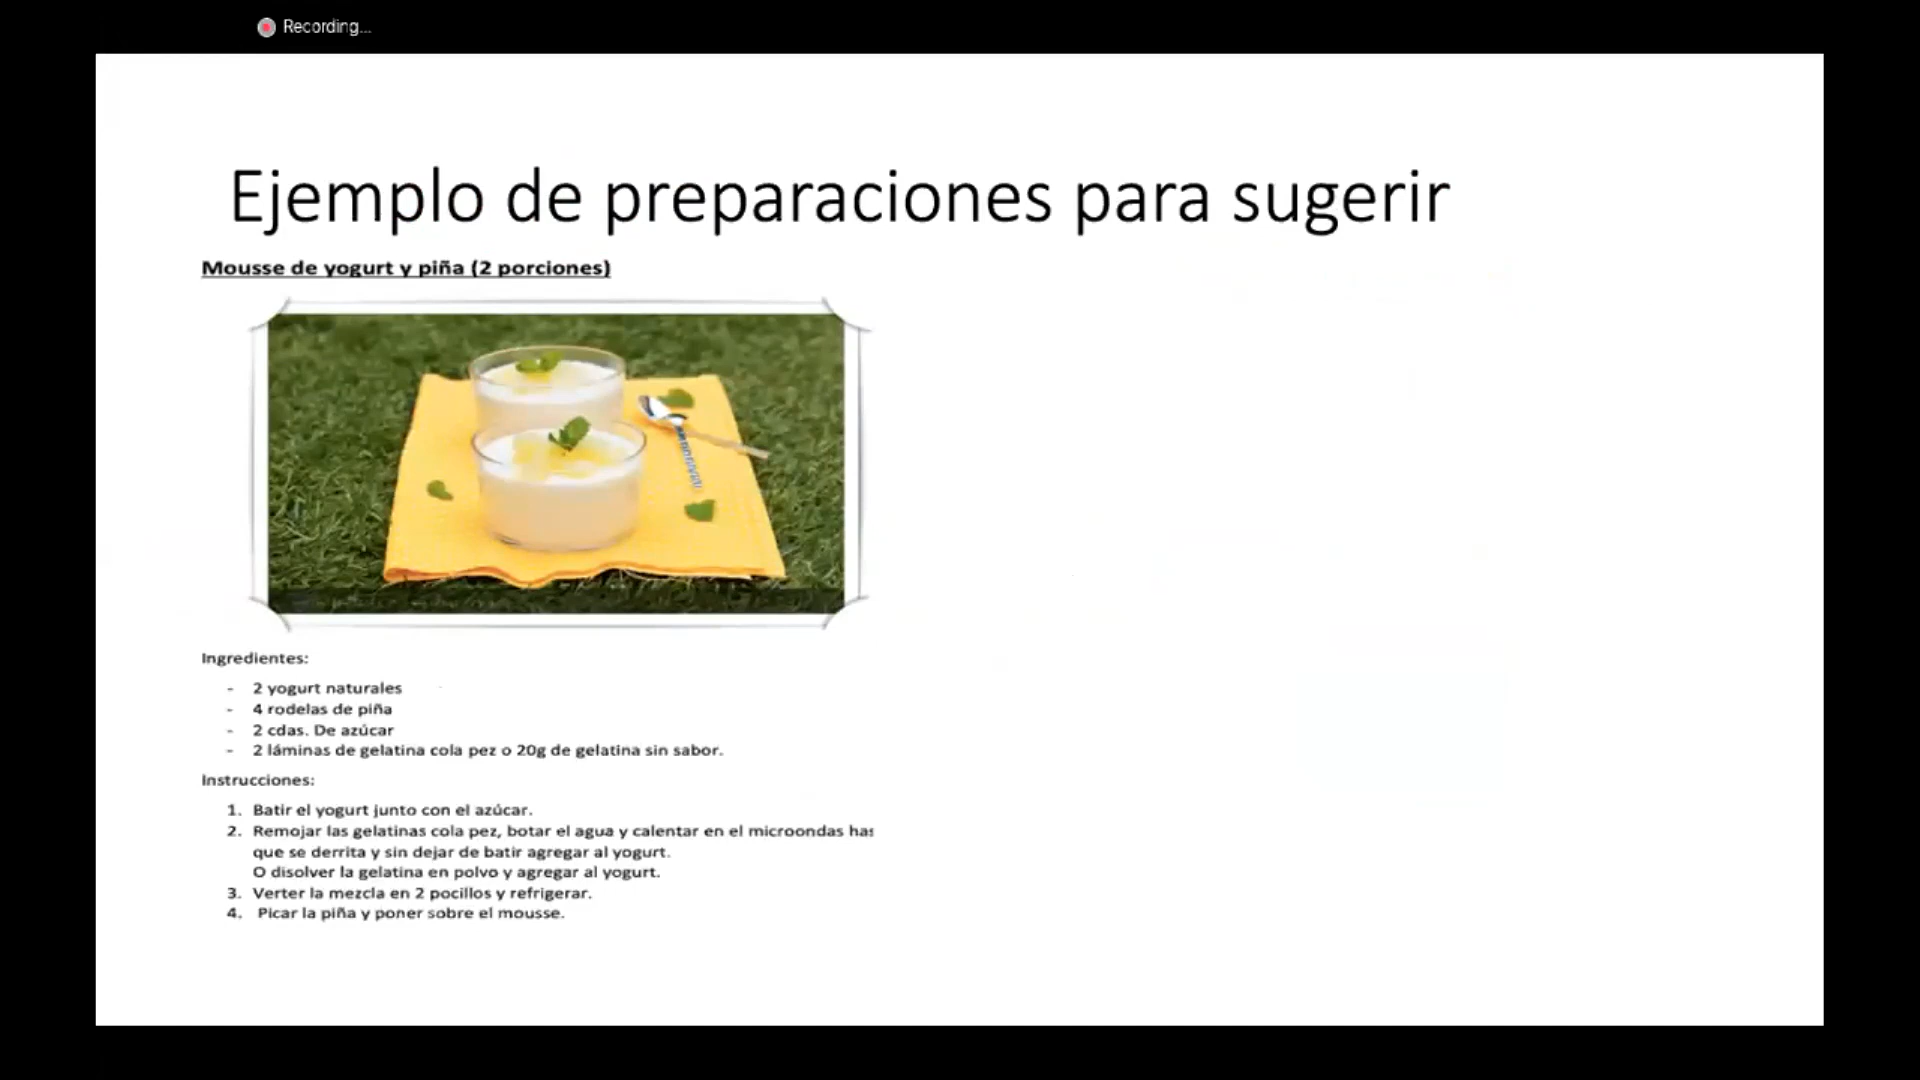 Recording...
Ejemplo de preparaciones para sugerir
Mousse de yogurt y piña (2 porciones)
Ingredientes:
- 2 yogurt naturales
- 4 rodelas de piña
- 2 cdas. De azúcar
- 2 láminas de gelatina cola pez o 20g de gelatina sin sabor.
Instrucciones:
1. Batir el yogurt junto con el azúcar.
2. Remojar las gelatinas cola pez, botar el agua y calentar en el microondas has
que se derrita y sin dejar de batir agregar al yogurt.
O disolver la gelatina en polvo y agregar al yogurt.
3. Verter la mezcla en 2 pocillos y refrigerar.
4. Picar la piña y poner sobre el mousse.